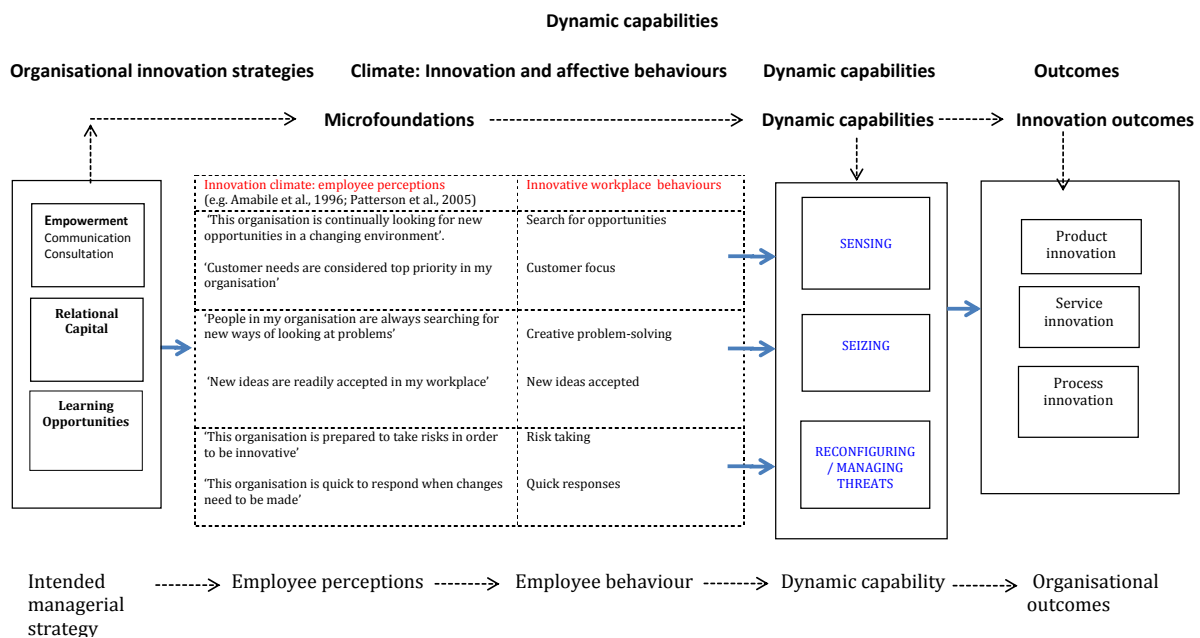 Dynamic capabilities
Organisational innovation strategies
Climate: Innovation and affective behaviours
Dynamic capabilities
Outcomes
Microfoundations
Dynamic capabilities
Innovation outcomes
Empowerment
Communication
Consultation
Relational
Capital
Learning
Opportunities
Innovation climate: employee perceptions
(e.g. Amabile et al., 1996; Patterson et al., 2005)
Innovative workplace behaviours
‘This organisation is continually looking for new
opportunities in a changing environment’.
Search for opportunities
‘Customer needs are considered top priority in my
organisation’
Customer focus
‘People in my organisation are always searching for
new ways of looking at problems’
Creative problem-solving
‘New ideas are readily accepted in my workplace’
New ideas accepted
‘This organisation is prepared to take risks in order
to be innovative’
Risk taking
‘This organisation is quick to respond when changes
need to be made’
Quick responses
SENSING
SEIZING
RECONFIGURING
/ MANAGING
THREATS
Product
innovation
Service
innovation
Process
innovation
Intended
managerial
strategy
Employee perceptions
Employee behaviour
Dynamic capability
Organisational
outcomes